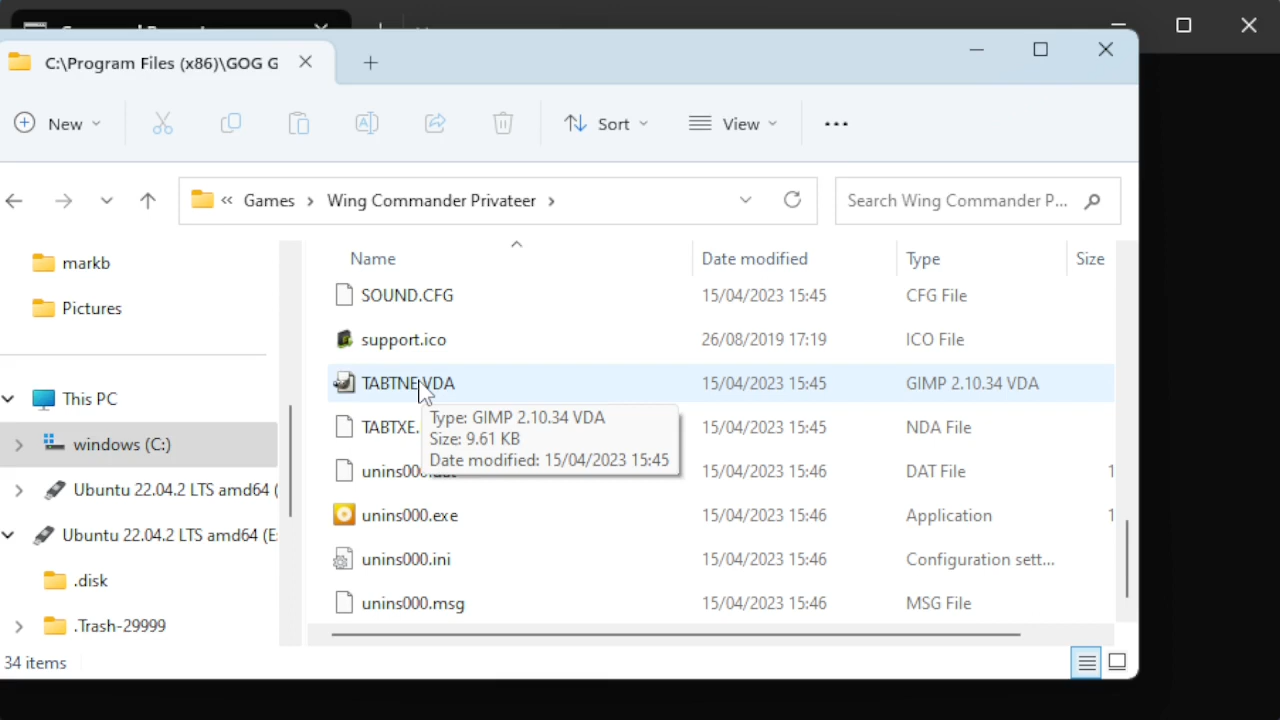 C:\Program Files (x86)\GOG G
New
Sort
View
« Games > Wing Commander Privateer >
Search Wing Commander P...
markb
Pictures
This PC
windows (C:)
Ubuntu 22.04.2 LTS amd64 (
Ubuntu 22.04.2 LTS amd64 (E:
.disk
.Trash-29999
Name Date modified Type Size
SOUND.CFG 15/04/2023 15:45 CFG File
support.ico 26/08/2019 17:19 ICO File
TABTNE.VDA 15/04/2023 15:45 GIMP 2.10.34 VDA
TABTXE. 15/04/2023 15:45 NDA File
15/04/2023 15:46 DAT File 1
unins000.exe 15/04/2023 15:46 Application 1
unins000.ini 15/04/2023 15:46 Configuration sett...
unins000.msg 15/04/2023 15:46 MSG File
Type: GIMP 2.10.34 VDA
Size: 9.61 KB
Date modified: 15/04/2023 15:45
34 items